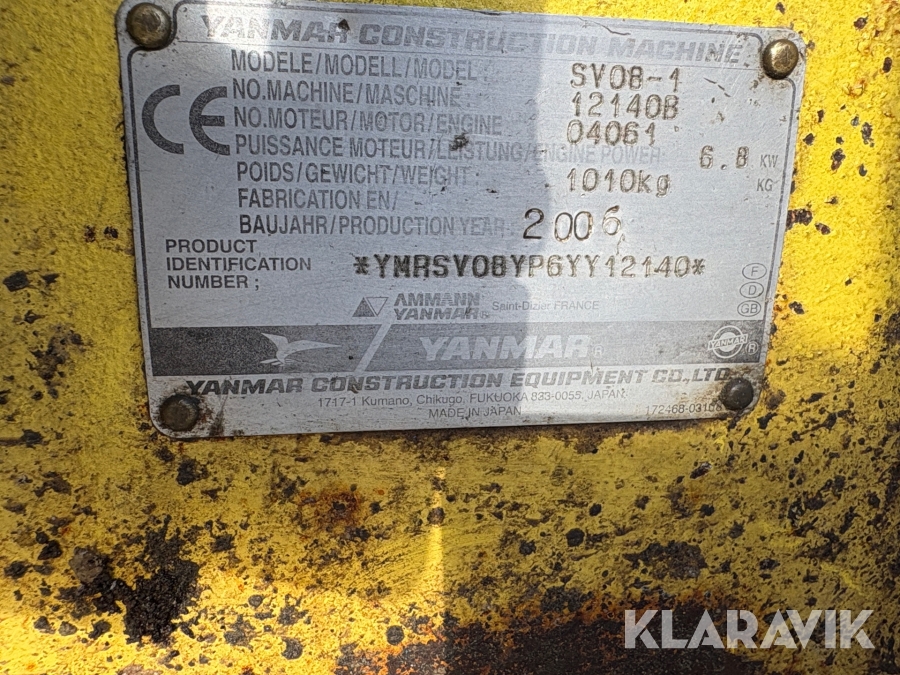 YANMAR CONSTRUCTION MACHINE
MODELE/MODELL/MODEL : SV08-1
NO.MACHINE/MASCHINE : 12140B
NO.MOTEUR/MOTOR/ENGINE : 04061
PUISSANCE MOTEUR/LEISTUNG/ENGINE POWER 6.8 KW
POIDS/GEWICHT/WEIGHT : 1010kg KG
FABRICATION EN/
BAUJAHR/PRODUCTION YEAR : 2006
PRODUCT
IDENTIFICATION
NUMBER ;
*YMRSV08YP6YY12140*
CE
F
D
GB
AMMANN
YANMAR® Saint-Dizier FRANCE
YANMAR ®
YANMAR ®
YANMAR CONSTRUCTION EQUIPMENT CO.,LTD.
1717-1 Kumano, Chikugo, FUKUOKA 833-0055, JAPAN
MADE IN JAPAN
KLARAVIK